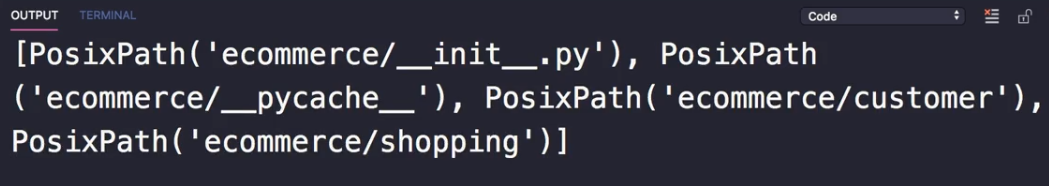 OUTPUT TERMINAL Code
[PosixPath('ecommerce/__init__.py'), PosixPath
('ecommerce/__pycache__'), PosixPath('ecommerce/customer'),
PosixPath('ecommerce/shopping')]